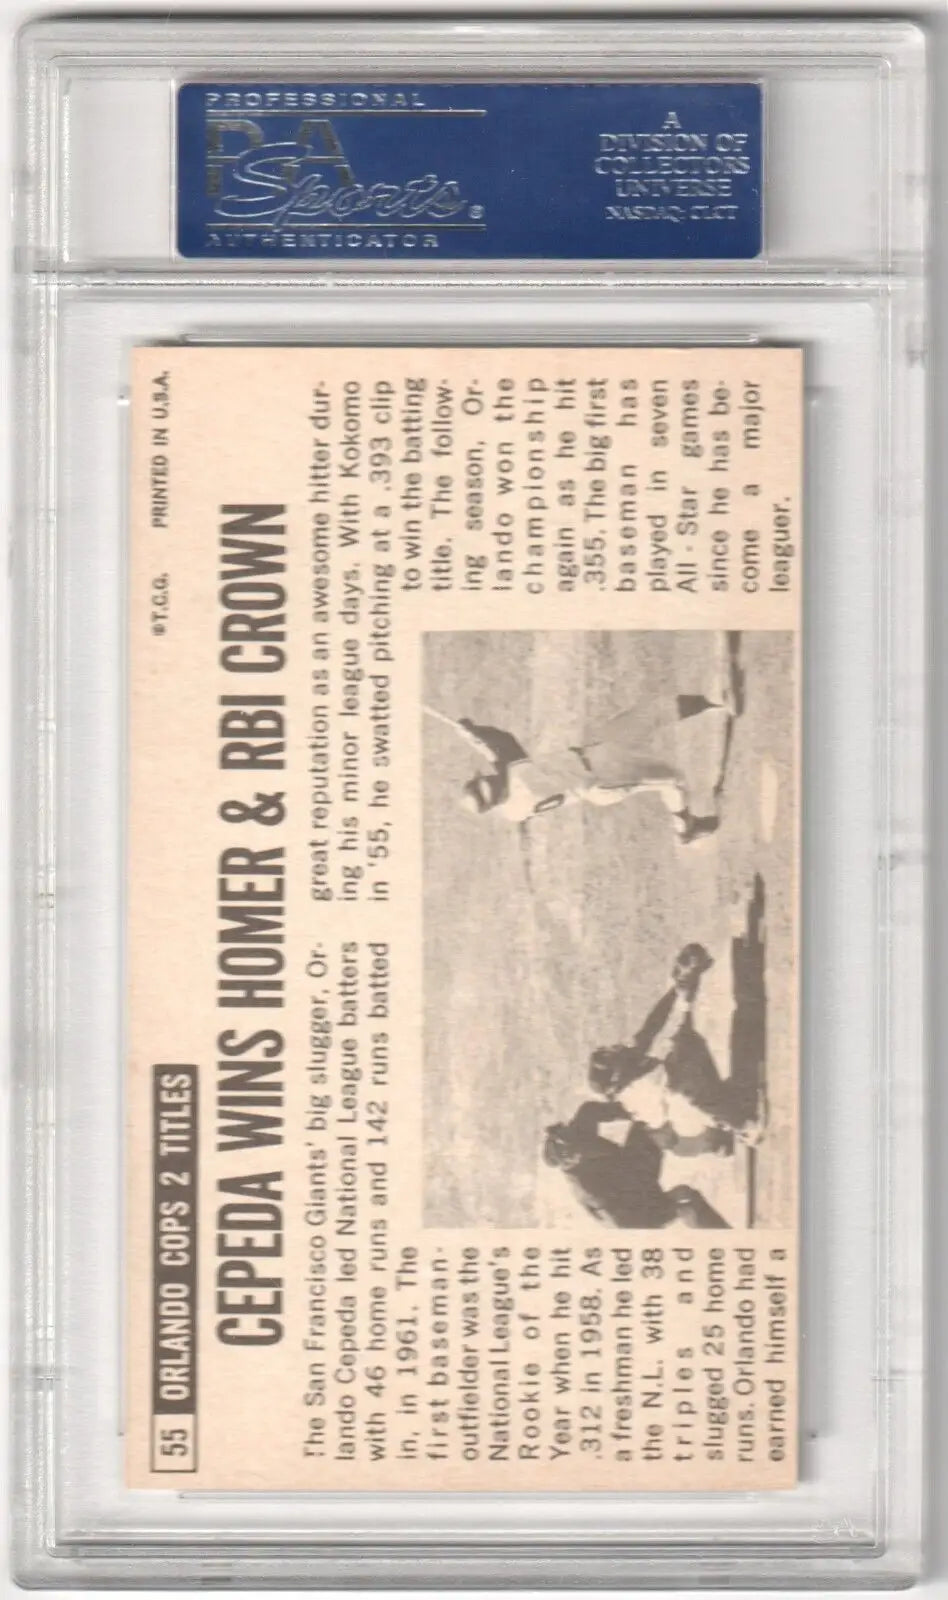 PROFESSIONAL
PSA
Sports®
AUTHENTICATOR
A
DIVISION OF
COLLECTORS
UNIVERSE
NASDAQ: CLCT
55 ORLANDO COPS 2 TITLES
©T.C.G. PRINTED IN U.S.A.
CEPEDA WINS HOMER & RBI CROWN
The San Francisco Giants' big slugger, Or-
lando Cepeda led National League batters
with 46 home runs and 142 runs batted
in, in 1961. The
first baseman-
outfielder was the
National League's
Rookie of the
Year when he hit
.312 in 1958. As
a freshman he led
the N.L. with 38
triples and
slugged 25 home
runs. Orlando had
earned himself a
great reputation as an awesome hitter dur-
ing his minor league days. With Kokomo
in '55, he swatted pitching at a .393 clip
to win the batting
title. The follow-
ing season, Or-
lando won the
championship
again as he hit
.355. The big first
baseman has
played in seven
All-Star games
since he has be-
come a major
leaguer.